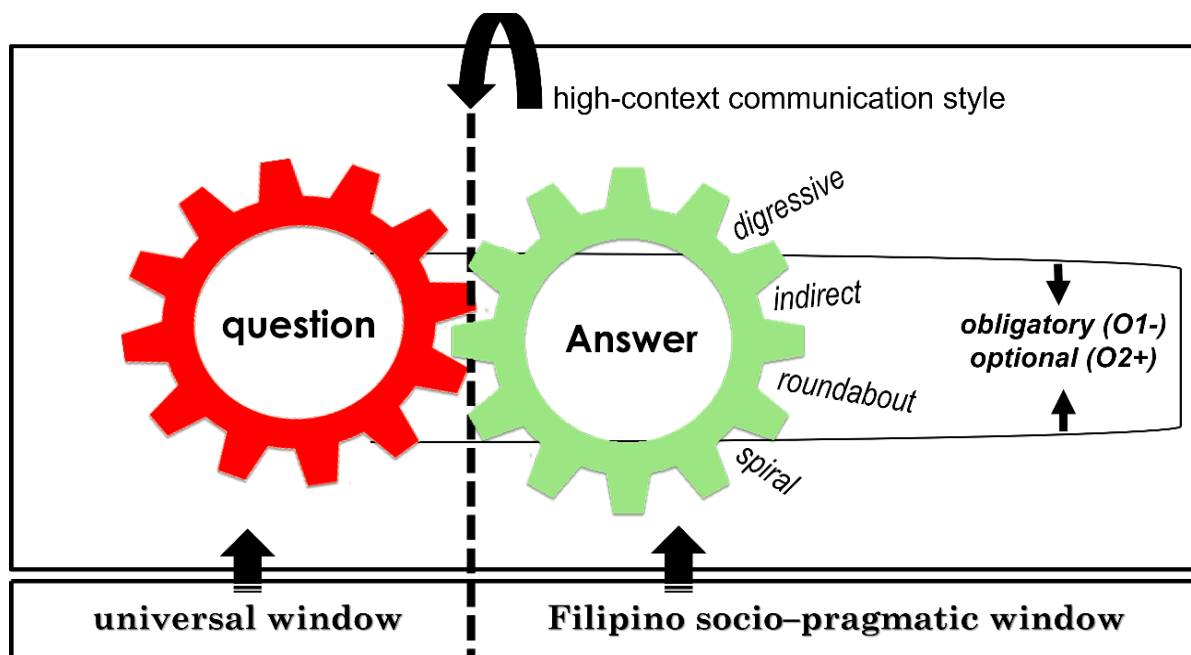 high-context communication style
digressive
question
Answer
indirect
obligatory (O1-)
optional (O2+)
roundabout
spiral
universal window
Filipino socio–pragmatic window